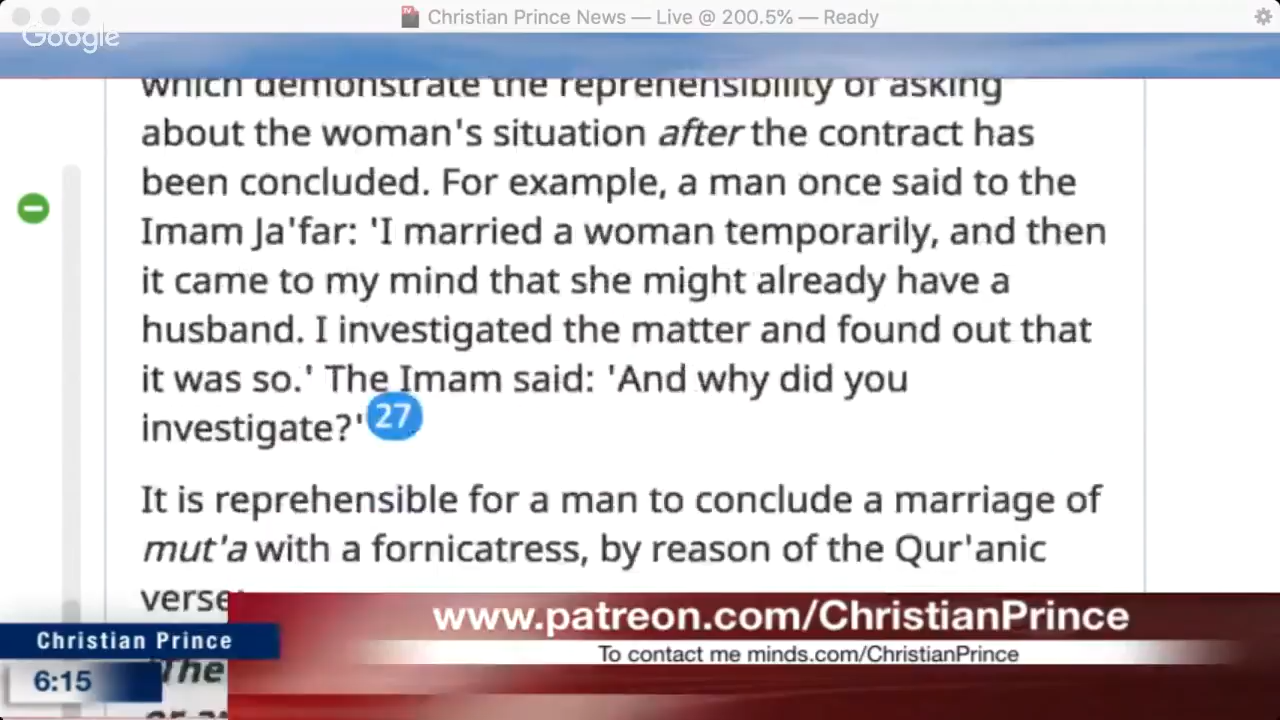 Christian Prince News — Live @ 200.5% — Ready
Google
which demonstrate the reprehensibility of asking
about the woman's situation after the contract has
been concluded. For example, a man once said to the
Imam Ja'far: 'I married a woman temporarily, and then
it came to my mind that she might already have a
husband. I investigated the matter and found out that
it was so.' The Imam said: 'And why did you
investigate?' 27
It is reprehensible for a man to conclude a marriage of
mut'a with a fornicatress, by reason of the Qur'anic
verse:
www.patreon.com/ChristianPrince
Christian Prince
To contact me minds.com/ChristianPrince
'The
6:15